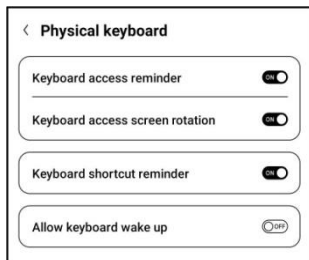 Physical keyboard
Keyboard access reminder ON
Keyboard access screen rotation ON
Keyboard shortcut reminder ON
Allow keyboard wake up OFF